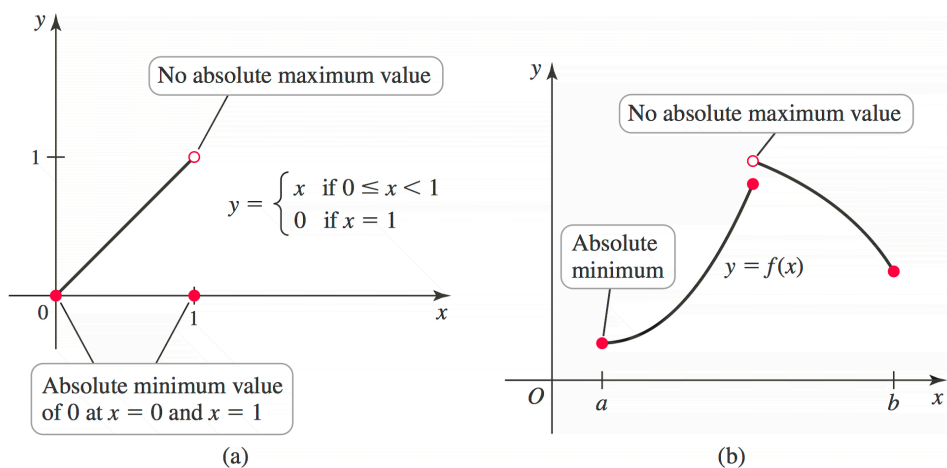 y
No absolute maximum value
1
y = { x if 0 ≤ x < 1
0 if x = 1
0
1
x
Absolute minimum value
of 0 at x = 0 and x = 1
(a)
y
No absolute maximum value
Absolute
minimum
y = f(x)
O
a
b
x
(b)